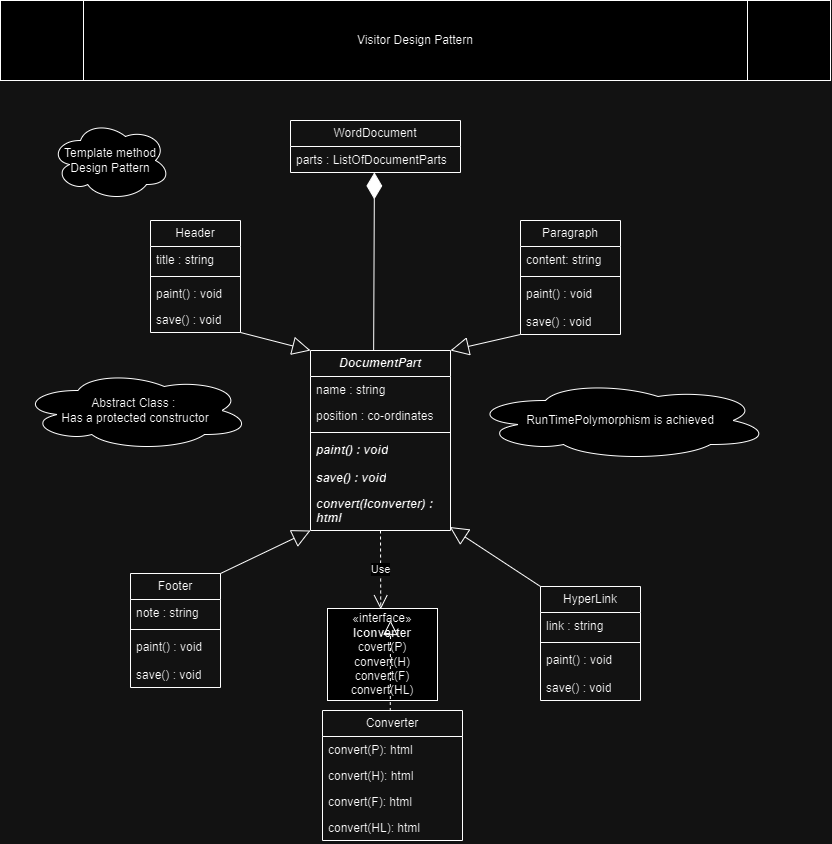 Visitor Design Pattern
Template method
Design Pattern
WordDocument
parts : ListOfDocumentParts
Header
title : string
paint() : void
save() : void
Paragraph
content: string
paint() : void
save() : void
DocumentPart
name : string
position : co-ordinates
paint() : void
save() : void
convert(Iconverter) :
html
Abstract Class :
Has a protected constructor
RunTimePolymorphism is achieved
Footer
note : string
paint() : void
save() : void
Use
«interface»
Iconverter
covert(P)
convert(H)
convert(F)
convert(HL)
HyperLink
link : string
paint() : void
save() : void
Converter
convert(P): html
convert(H): html
convert(F): html
convert(HL): html